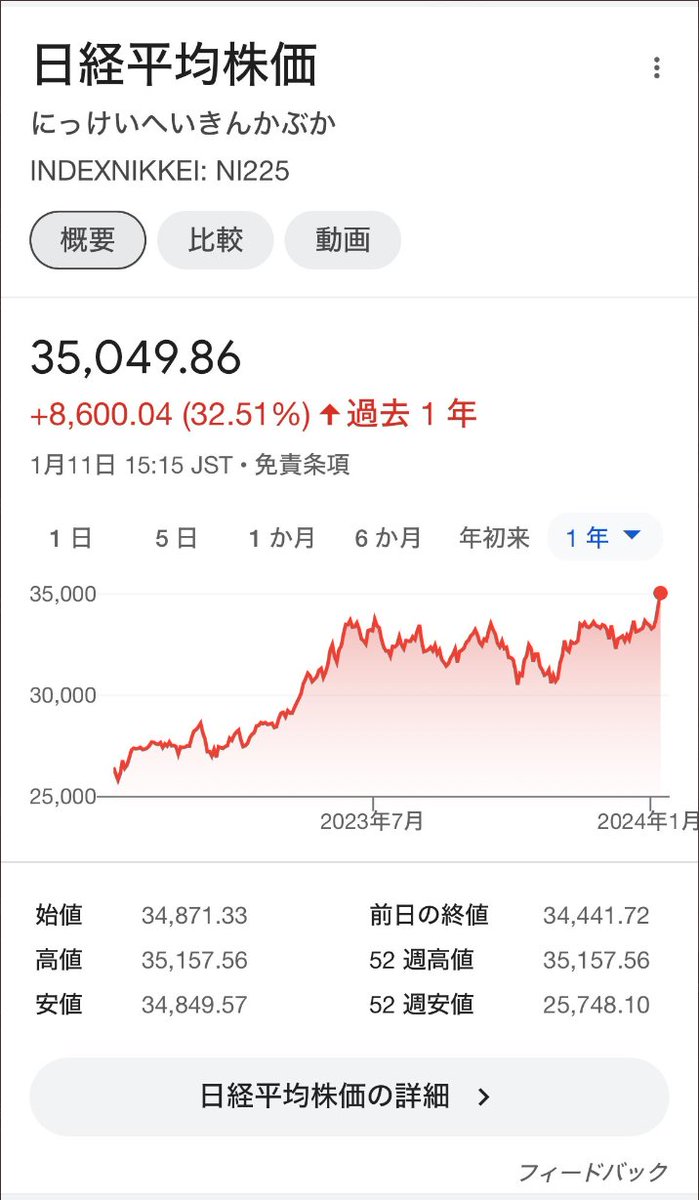 日経平均株価
にっけいへいきんかぶか
INDEXNIKKEI: NI225
概要 比較 動画
35,049.86
+8,600.04 (32.51%) ↑ 過去 1 年
1月11日 15:15 JST • 免責条項
1 日 5 日 1 か月 6 か月 年初来 1 年 ▼
35,000
30,000
25,000
2023年7月 2024年1月
始値 34,871.33 前日の終値 34,441.72
高値 35,157.56 52 週高値 35,157.56
安値 34,849.57 52 週安値 25,748.10
日経平均株価の詳細 >
フィードバック